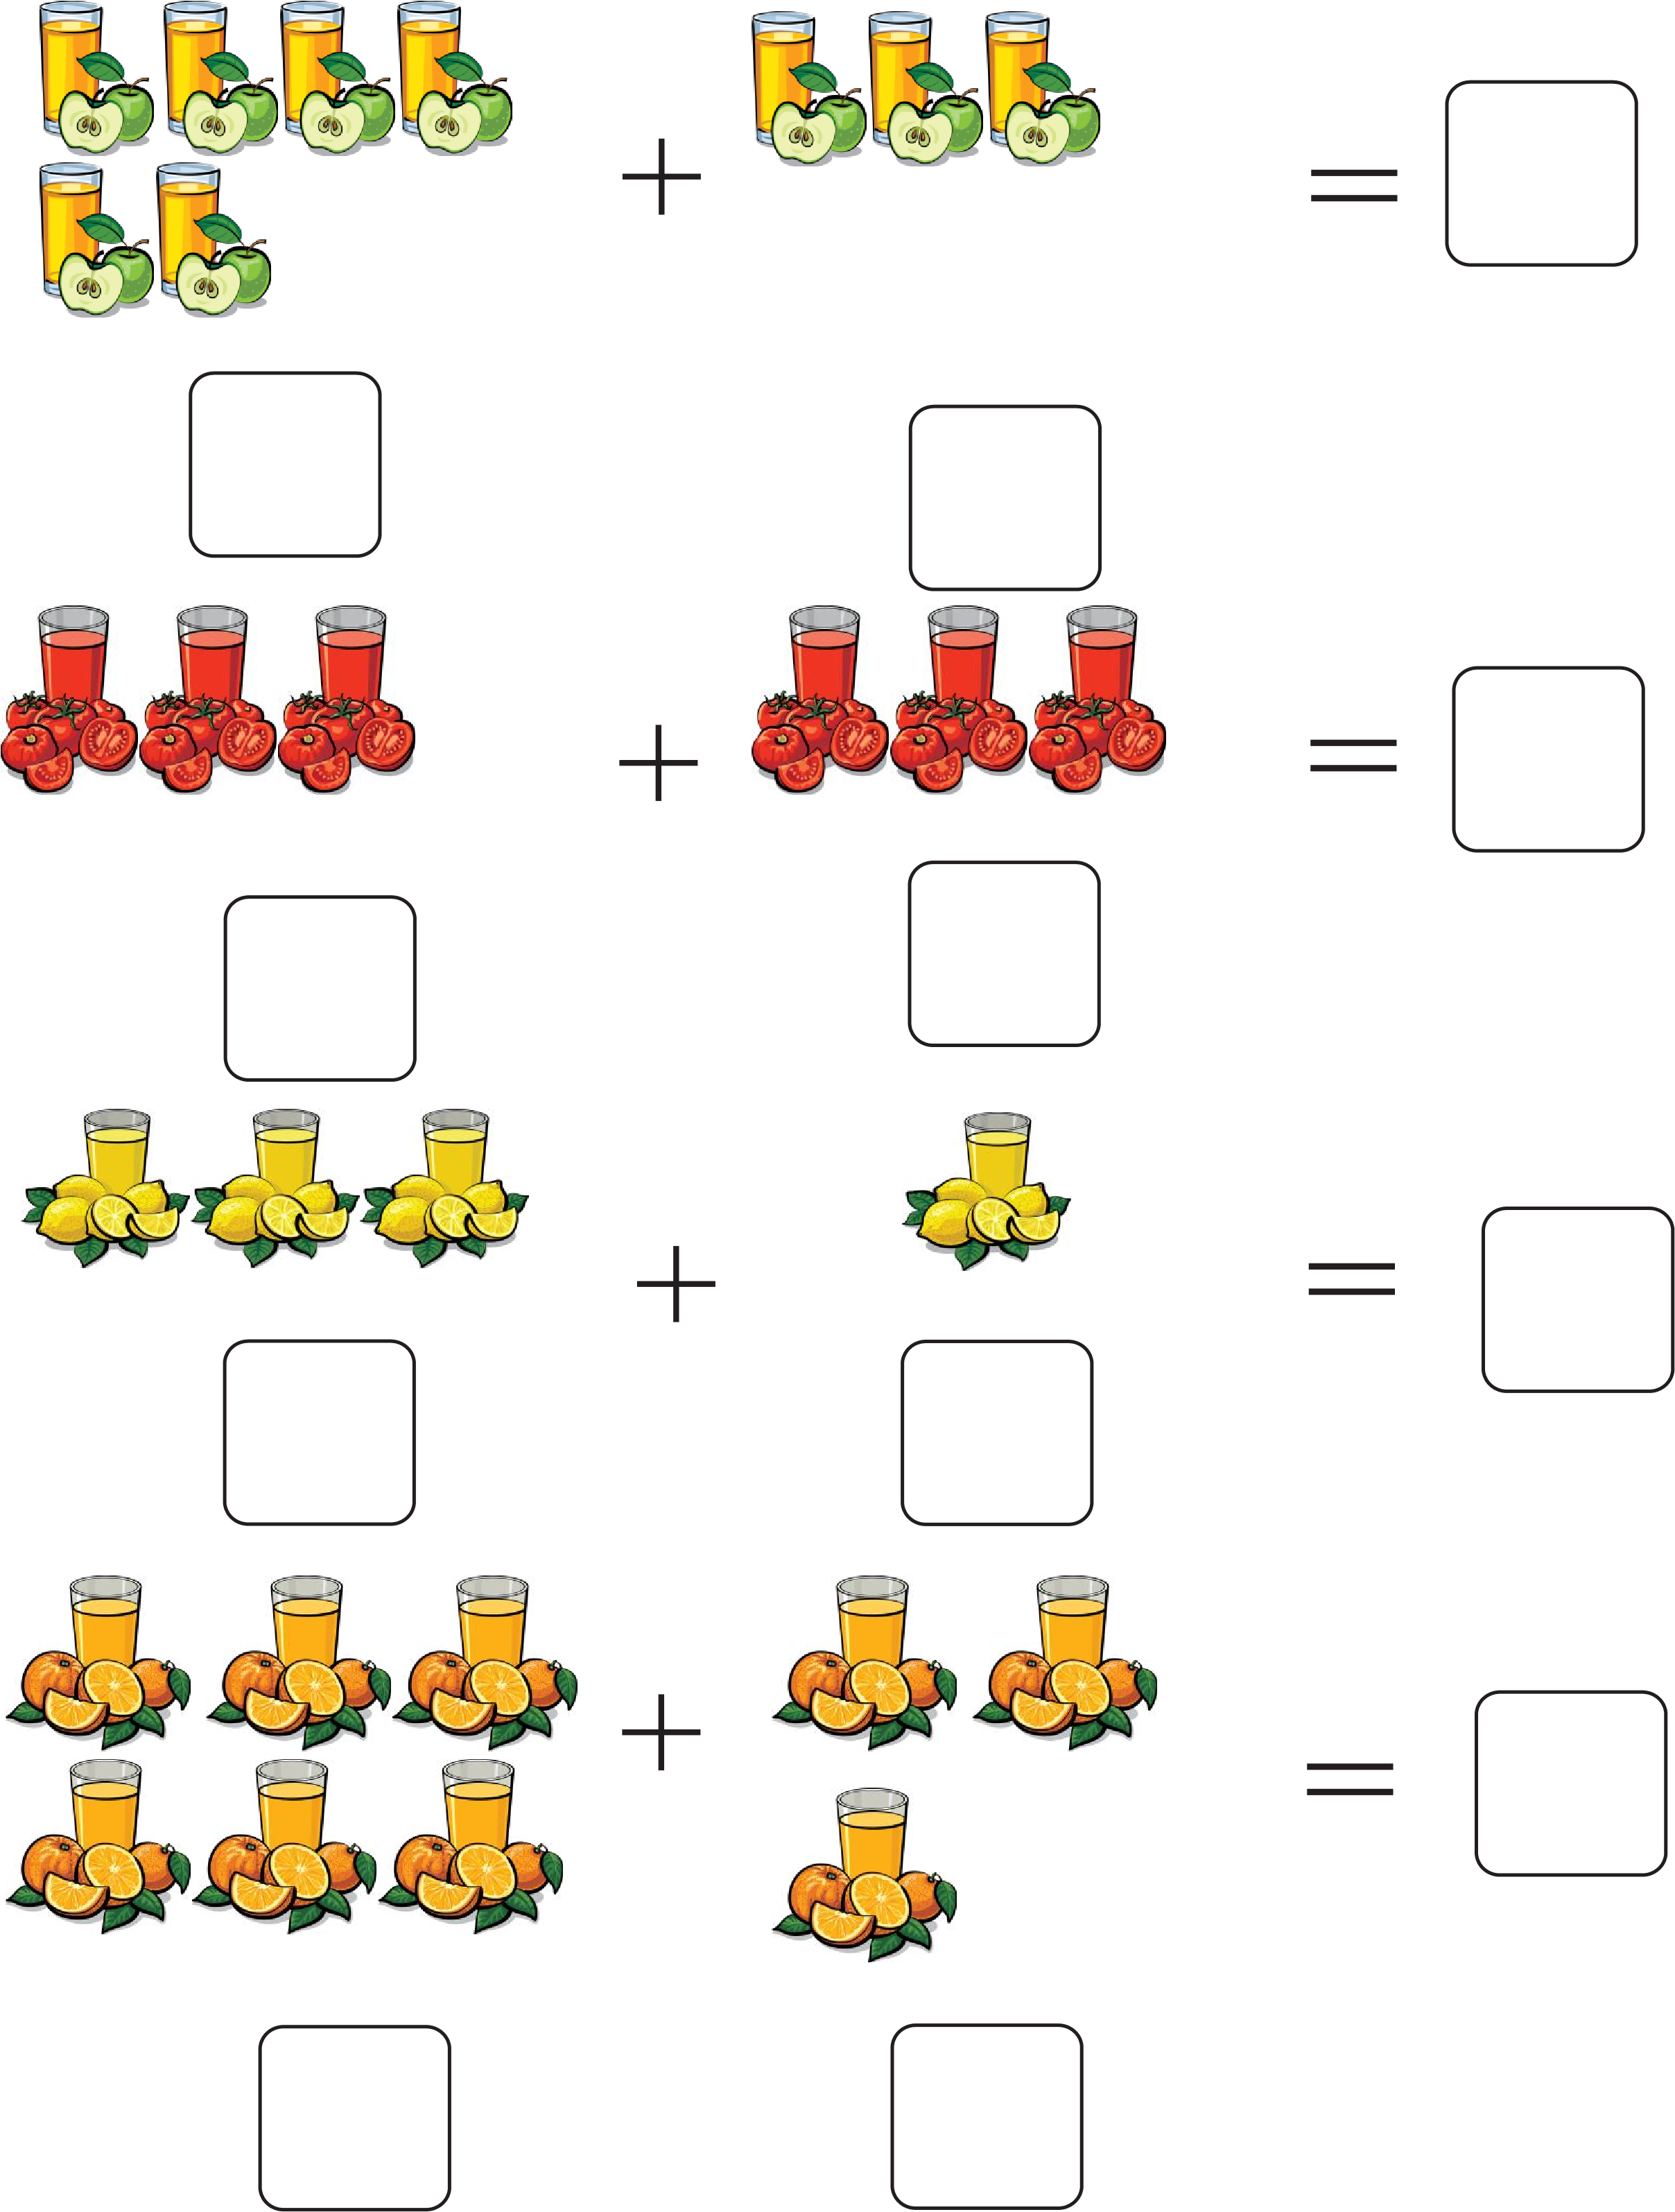 + =
+ =
+ =
+ =